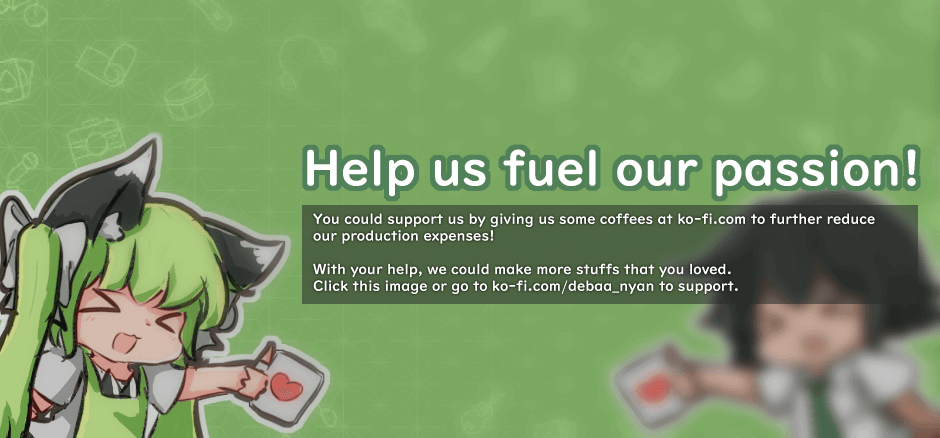 Help us fuel our passion!
You could support us by giving us some coffees at ko-fi.com to further reduce
our production expenses!
With your help, we could make more stuffs that you loved.
Click this image or go to ko-fi.com/debaa_nyan to support.